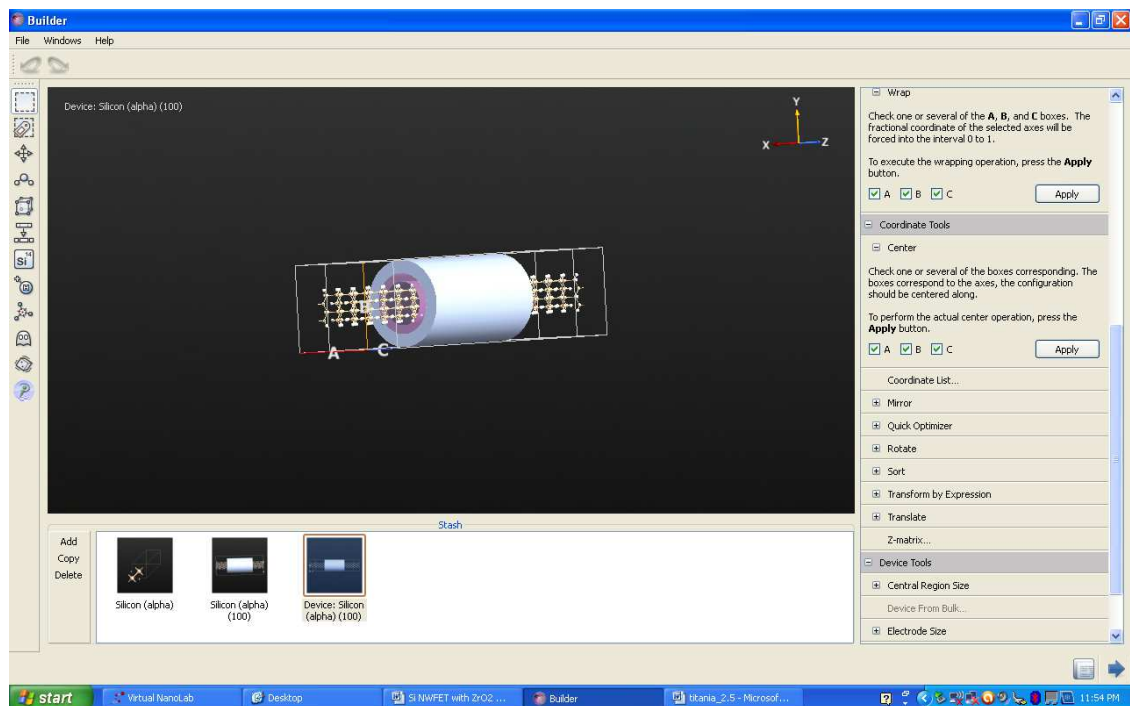 Builder
File Windows Help
Device: Silicon (alpha) (100)
Y
X
Z
A
C
Wrap
Check one or several of the A, B, and C boxes. The
fractional coordinate of the selected axes will be
forced into the interval 0 to 1.
To execute the wrapping operation, press the Apply
button.
A B C Apply
Coordinate Tools
Center
Check one or several of the boxes corresponding. The
boxes correspond to the axes, the configuration
should be centered along.
To perform the actual center operation, press the
Apply button.
A B C Apply
Coordinate List...
Mirror
Quick Optimizer
Rotate
Sort
Transform by Expression
Translate
Z-matrix...
Device Tools
Central Region Size
Device From Bulk...
Electrode Size
Si
14
Stash
Add
Copy
Delete
Silicon (alpha)
Silicon (alpha)
(100)
Device: Silicon
(alpha) (100)
start
Virtual NanoLab
Desktop
Si NWFET with ZrO2 ...
Builder
titania_2.5 - Microsof...
11:54 PM